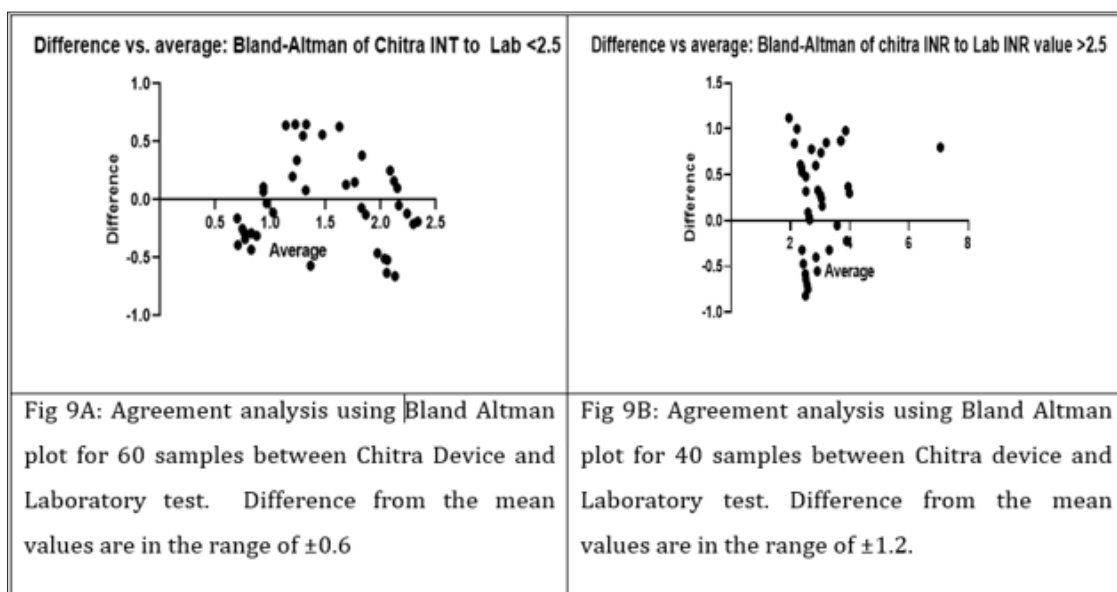 Difference vs. average: Bland-Altman of Chitra INT to Lab <2.5
1.0
0.5
0.0
-0.5
-1.0
Difference
0.5 1.0 1.5 2.0 2.5
Average
Difference vs average: Bland-Altman of chitra INR to Lab INR value >2.5
1.5
1.0
0.5
0.0
-0.5
-1.0
Difference
2 4 6 8
Average
Fig 9A: Agreement analysis using Bland Altman
plot for 60 samples between Chitra Device and
Laboratory test. Difference from the mean
values are in the range of ±0.6
Fig 9B: Agreement analysis using Bland Altman
plot for 40 samples between Chitra device and
Laboratory test. Difference from the mean
values are in the range of ±1.2.